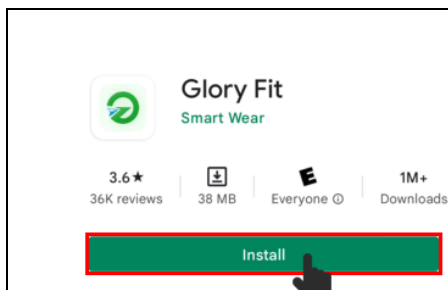 Glory Fit
Smart Wear
3.6★ 1M+
36K reviews 38 MB Everyone Downloads
Install